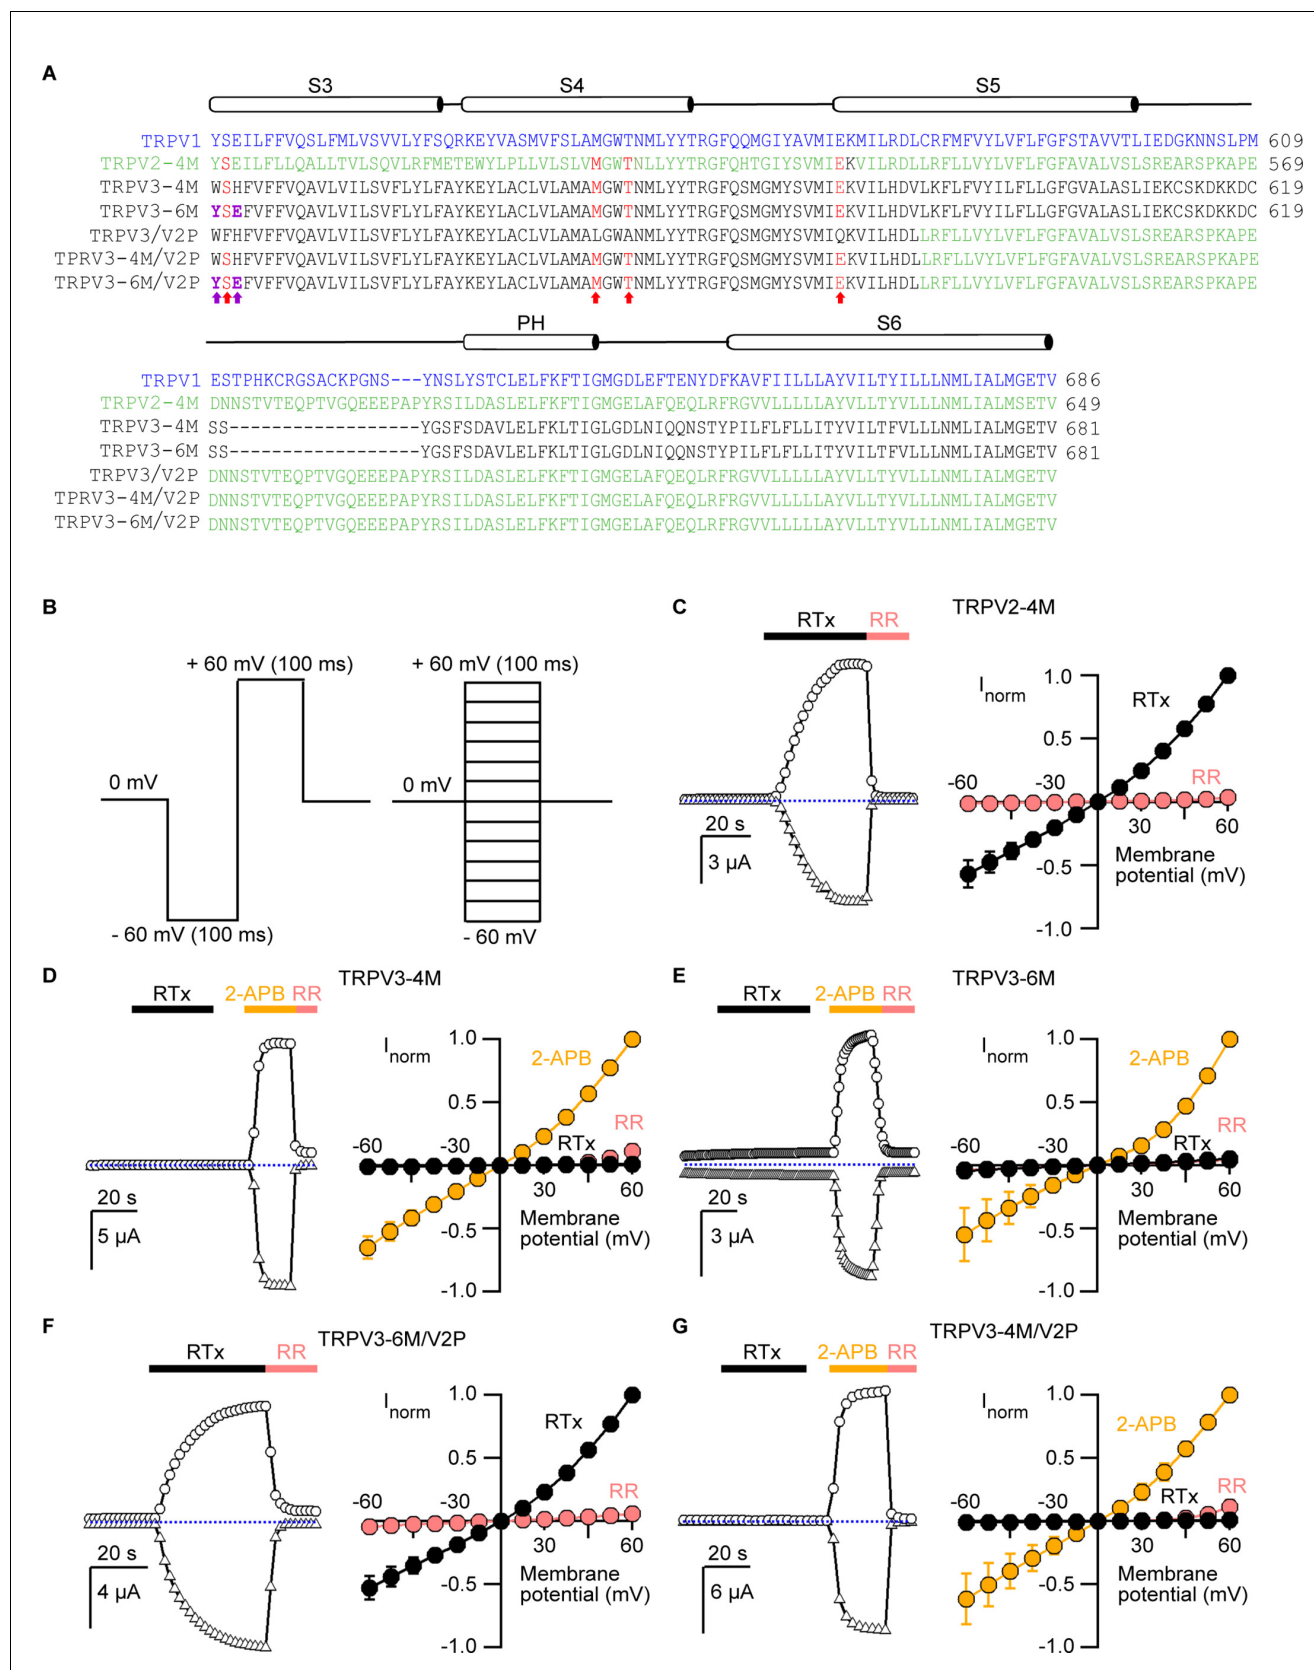 A
S3 S4 S5
TRPV1 YSEILFFVQSLFMLVSVVLYFSQRKEYVASMVFSLAMGWTNMLYYTRGFQQMGIYAVMIEKMILRDLCRFMFVYLVFLFGFSTAVVTLIEDGKNNSLPM 609
TRPV2-4M YSEILFLLQALLTVLSQVLRFMETEWYLPLLVLSLVMGWTNLLYYTRGFQHTGIYSVMIEKVILRDLLRFLLVYLVFLFGFAVALVSLSREARSPKAPE 569
TRPV3-4M WSHFVFFVQAVLVILSVFLYLFAYKEYLACLVLAMAMGWTNMLYYTRGFQSMGMYSVMIEKVILHDLKFLFVYILFLLGFGVALASLIEKCSKDKKDC 619
TRPV3-6M YSEFVFFVQAVLVILSVFLYLFAYKEYLACLVLAMAMGWTNMLYYTRGFQSMGMYSVMIEKVILHDLKFLFVYILFLLGFGVALASLIEKCSKDKKDC 619
TRPV3/V2P WFHFVFFVQAVLVILSVFLYLFAYKEYLACLVLAMALGWANMLYYTRGFQSMGMYSVMIQKVILHDLLRFLLVYLVFLFGFAVALVSLSREARSPKAPE
TPRV3-4M/V2P WSHFVFFVQAVLVILSVFLYLFAYKEYLACLVLAMAMGWTNMLYYTRGFQSMGMYSVMIEKVILHDLLRFLLVYLVFLFGFAVALVSLSREARSPKAPE
TRPV3-6M/V2P YSEFVFFVQAVLVILSVFLYLFAYKEYLACLVLAMAMGWTNMLYYTRGFQSMGMYSVMIEKVILHDLLRFLLVYLVFLFGFAVALVSLSREARSPKAPE
PH S6
TRPV1 ESTPHKCRGSACKPGNS---YNSLYSTCLELFKFTIGMGDLEFTENYDFKAVFIILLLAYVILTYILLLNMLIALMGETV 686
TRPV2-4M DNNSTVTEQPTVGQEEEPAPYRSILDASLELFKFTIGMGELAFQEQLRFRGVVLLLLLAYVLLTYVLLLNMLIALMSETV 649
TRPV3-4M SS------------------YGSFSDAVLELFKLTIGLGDLNIQQNSTYPILFLFLLITYVILTFVLLLNMLIALMGETV 681
TRPV3-6M SS------------------YGSFSDAVLELFKLTIGLGDLNIQQNSTYPILFLFLLITYVILTFVLLLNMLIALMGETV 681
TRPV3/V2P DNNSTVTEQPTVGQEEEPAPYRSILDASLELFKFTIGMGELAFQEQLRFRGVVLLLLLAYVLLTYVLLLNMLIALMGETV
TPRV3-4M/V2P DNNSTVTEQPTVGQEEEPAPYRSILDASLELFKFTIGMGELAFQEQLRFRGVVLLLLLAYVLLTYVLLLNMLIALMGETV
TRPV3-6M/V2P DNNSTVTEQPTVGQEEEPAPYRSILDASLELFKFTIGMGELAFQEQLRFRGVVLLLLLAYVLLTYVLLLNMLIALMGETV
B
+ 60 mV (100 ms)
0 mV
- 60 mV (100 ms)
+ 60 mV (100 ms)
0 mV
- 60 mV
C
TRPV2-4M
RTx RR
20 s
3 µA
Inorm
1.0
0.5
-0.5
-1.0
RTx
RR
-60 -30
30 60
Membrane
potential (mV)
D
TRPV3-4M
RTx 2-APB RR
20 s
5 µA
Inorm
1.0
0.5
-0.5
-1.0
2-APB
RR
RTx
-60 -30
30 60
Membrane
potential (mV)
E
TRPV3-6M
RTx 2-APB RR
20 s
3 µA
Inorm
1.0
0.5
-0.5
-1.0
2-APB
RR
RTx
-60 -30
30 60
Membrane
potential (mV)
F
TRPV3-6M/V2P
RTx RR
20 s
4 µA
Inorm
1.0
0.5
-0.5
-1.0
RTx
RR
-60 -30
30 60
Membrane
potential (mV)
G
TRPV3-4M/V2P
RTx 2-APB RR
20 s
6 µA
Inorm
1.0
0.5
-0.5
-1.0
2-APB
RR
RTx
-60 -30
30 60
Membrane
potential (mV)